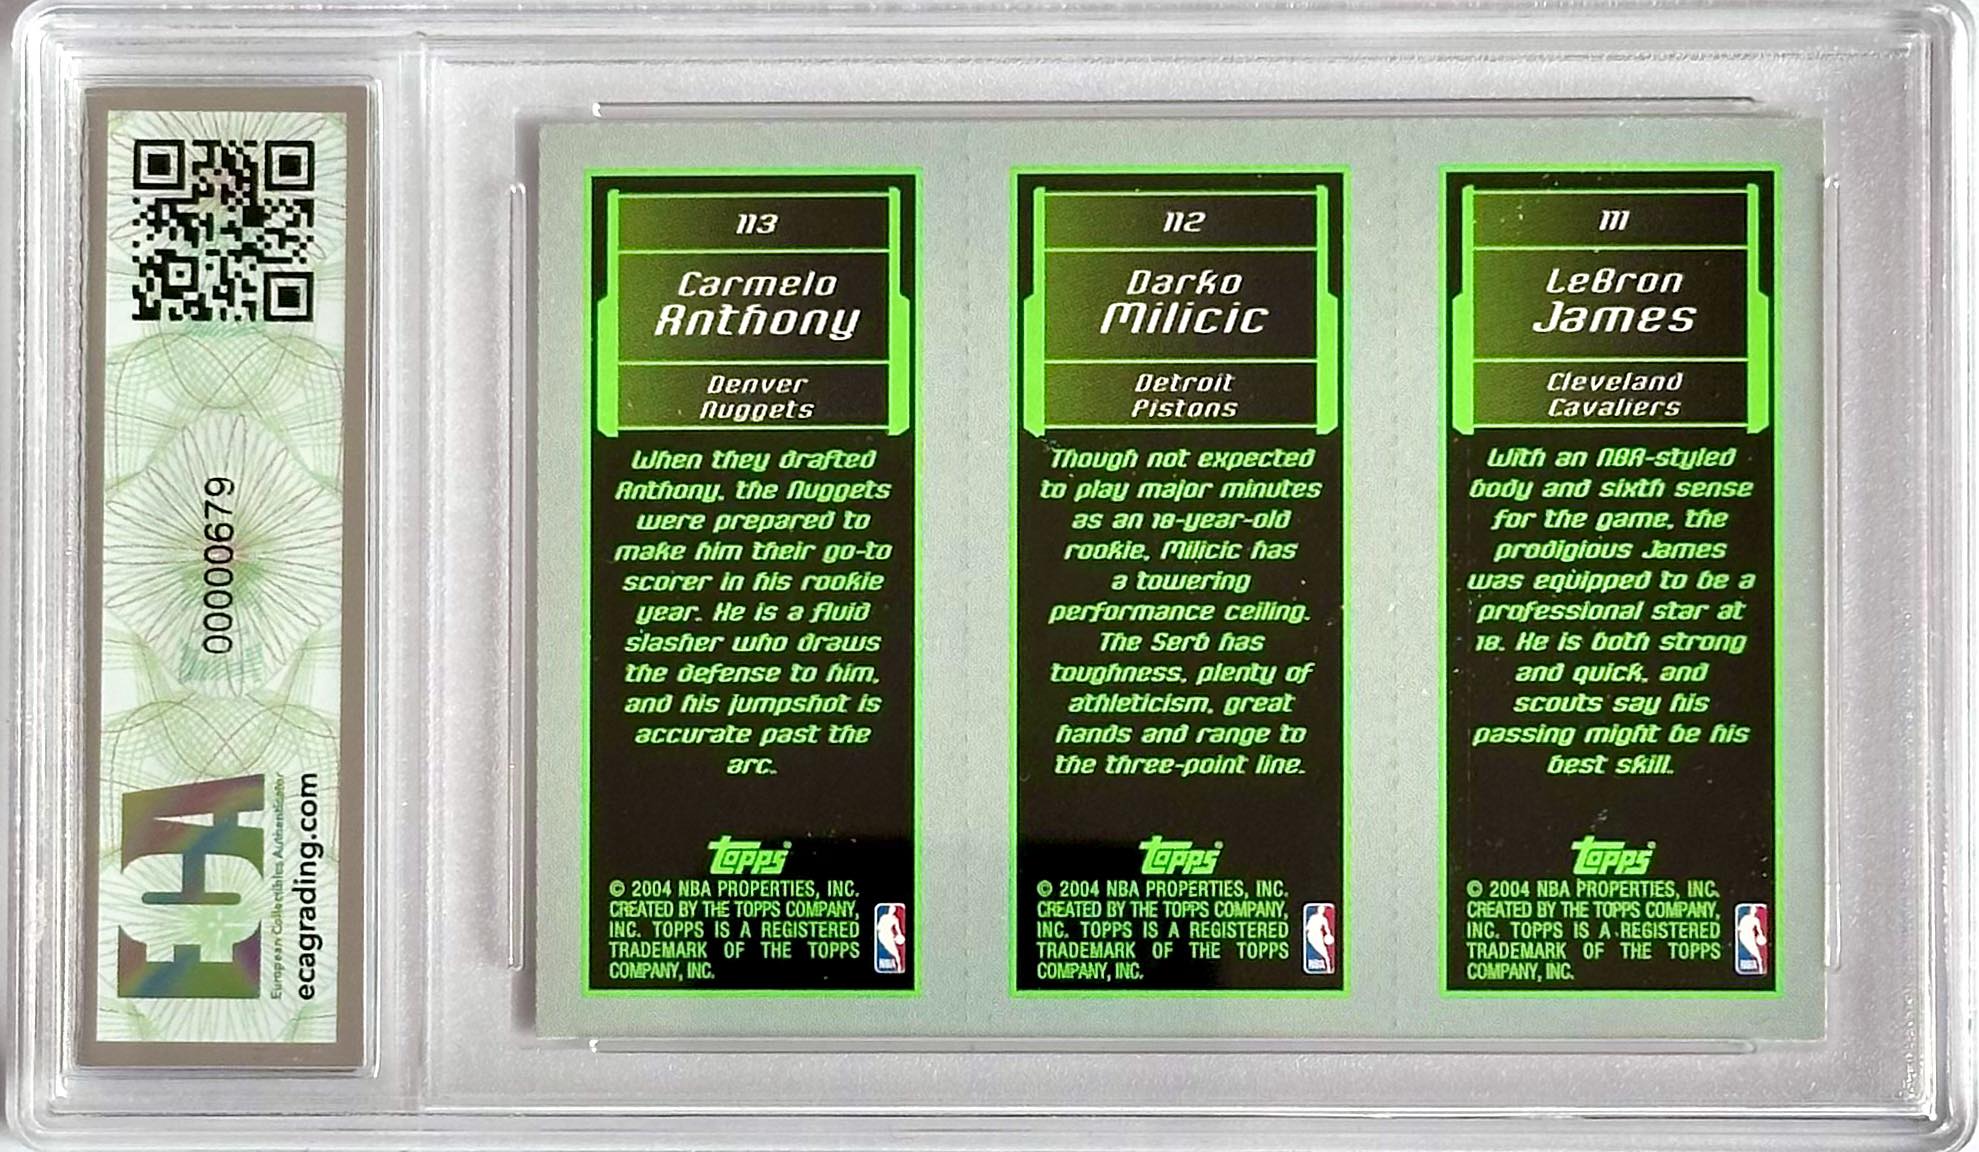 00000679
ECA
European Collectibles Authenticator
ecagrading.com
113
Carmelo
Anthony
Denver
Nuggets
When they drafted
Anthony, the Nuggets
were prepared to
make him their go-to
scorer in his rookie
year. He is a fluid
slasher who draws
the defense to him,
and his jumpshot is
accurate past the
arc.
Topps
© 2004 NBA PROPERTIES, INC.
CREATED BY THE TOPPS COMPANY,
INC. TOPPS IS A REGISTERED
TRADEMARK OF THE TOPPS
COMPANY, INC.
NBA
112
Darko
Milicic
Detroit
Pistons
Though not expected
to play major minutes
as an 18-year-old
rookie, Milicic has
a towering
performance ceiling.
The Serb has
toughness, plenty of
athleticism, great
hands and range to
the three-point line.
Topps
© 2004 NBA PROPERTIES, INC.
CREATED BY THE TOPPS COMPANY,
INC. TOPPS IS A REGISTERED
TRADEMARK OF THE TOPPS
COMPANY, INC.
NBA
111
LeBron
James
Cleveland
Cavaliers
With an NBA-styled
body and sixth sense
for the game, the
prodigious James
was equipped to be a
professional star at
18. He is both strong
and quick, and
scouts say his
passing might be his
best skill.
Topps
© 2004 NBA PROPERTIES, INC.
CREATED BY THE TOPPS COMPANY,
INC. TOPPS IS A REGISTERED
TRADEMARK OF THE TOPPS
COMPANY, INC.
NBA